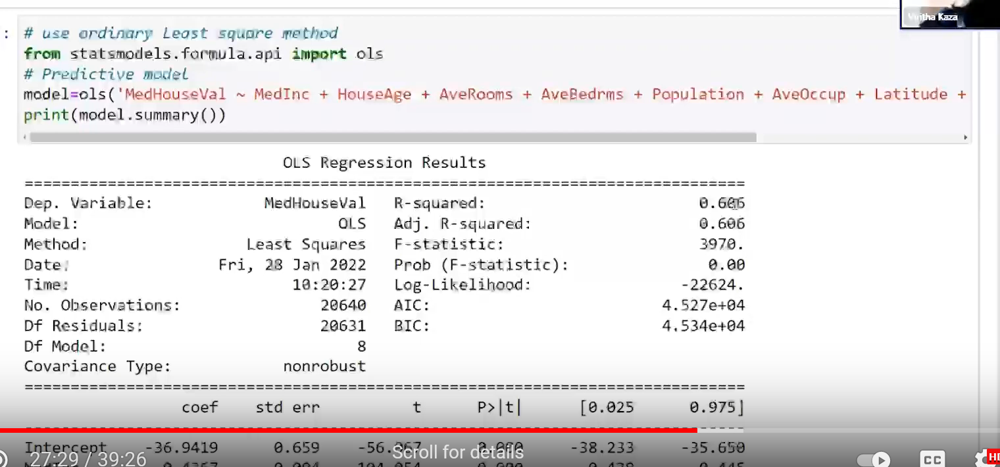 Vujitha Kaza
: # use ordinary Least square method
from statsmodels.formula.api import ols
# Predictive model
model=ols('MedHouseVal ~ MedInc + HouseAge + AveRooms + AveBedrms + Population + AveOccup + Latitude +
print(model.summary())
OLS Regression Results
==============================================================================
Dep. Variable: MedHouseVal R-squared: 0.606
Model: OLS Adj. R-squared: 0.606
Method: Least Squares F-statistic: 3970.
Date: Fri, 28 Jan 2022 Prob (F-statistic): 0.00
Time: 10:20:27 Log-Likelihood: -22624.
No. Observations: 20640 AIC: 4.527e+04
Df Residuals: 20631 BIC: 4.534e+04
Df Model: 8
Covariance Type: nonrobust
==============================================================================
coef std err t P>|t| [0.025 0.975]
Intercept -36.9419 0.659 0.000 -38.233 -35.650
27:29 / 39:26
Scroll for details
CC
HD